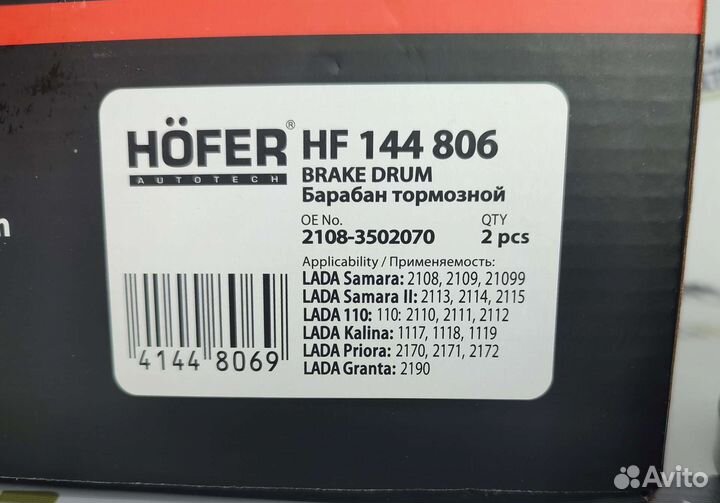 HÖFER®
AUTOTECH
HF 144 806
BRAKE DRUM
Барабан тормозной
OE No. QTY
2108-3502070 2 pcs
Applicability / Применяемость:
LADA Samara: 2108, 2109, 21099
LADA Samara II: 2113, 2114, 2115
LADA 110: 110: 2110, 2111, 2112
LADA Kalina: 1117, 1118, 1119
LADA Priora: 2170, 2171, 2172
LADA Granta: 2190
4144 8069
Avito